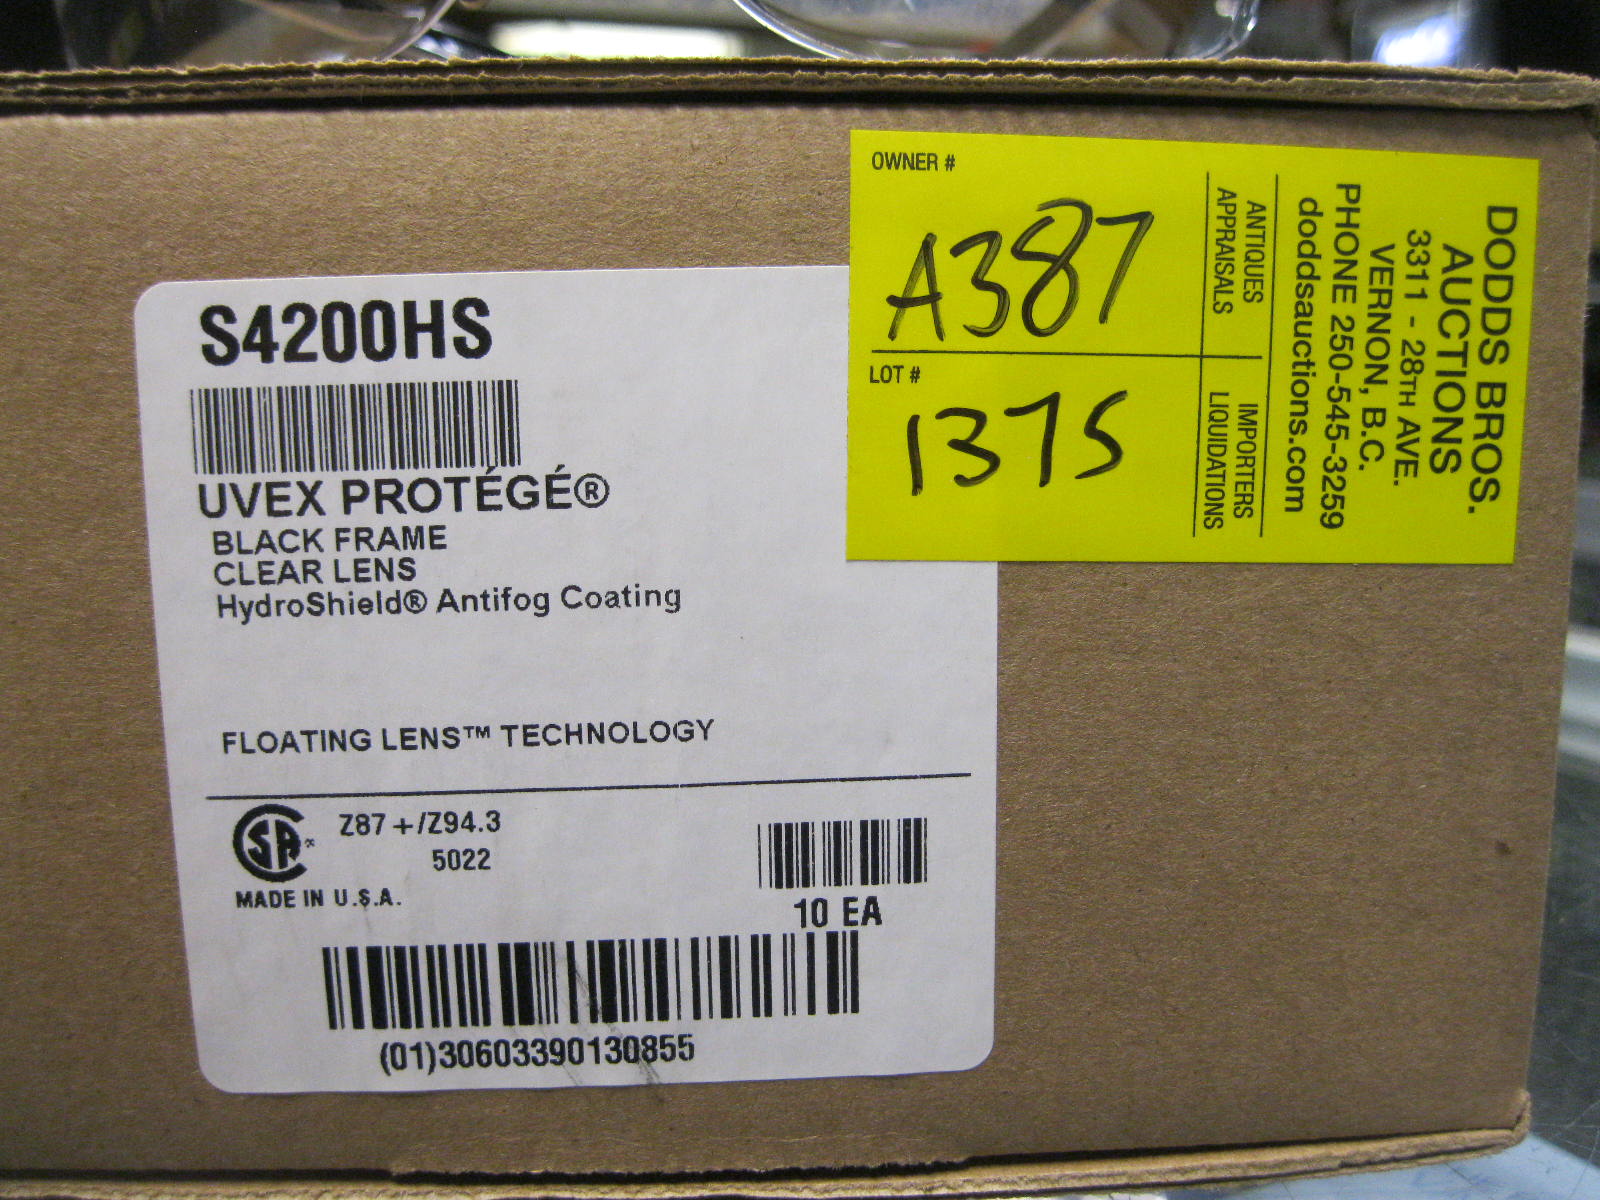 S4200HS
UVEX PROTÉGÉ®
BLACK FRAME
CLEAR LENS
HydroShield® Antifog Coating
FLOATING LENS™ TECHNOLOGY
SA
Z87+/Z94.3
5022
MADE IN U.S.A.
10 EA
(01)30603390130855
OWNER #
A387
LOT #
1375
ANTIQUES
APPRAISALS
IMPORTERS
LIQUIDATIONS
DODDS BROS.
AUCTIONS
3311 - 28TH AVE.
VERNON, B.C.
PHONE 250-545-3259
doddsauctions.com